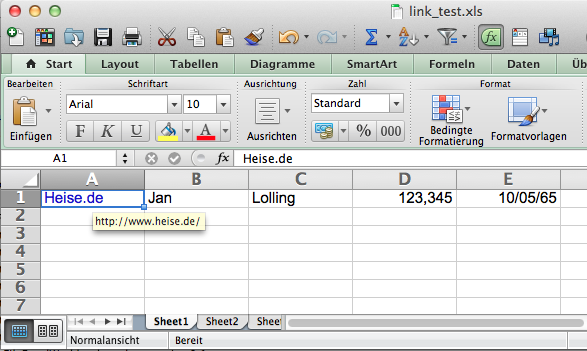 link_test.xls
Start Layout Tabellen Diagramme SmartArt Formeln Daten
Bearbeiten Schriftart Ausrichtung Zahl Format
Arial 10 Standard
Einfügen F K U A Ausrichten % 000 Bedingte Formatierung Formatvorlagen
A1 fx Heise.de
A B C D E
1 Heise.de Jan Lolling 123,345 10/05/65
http://www.heise.de/
2
3
4
5
6
7
Sheet1 Sheet2
Normalansicht Bereit